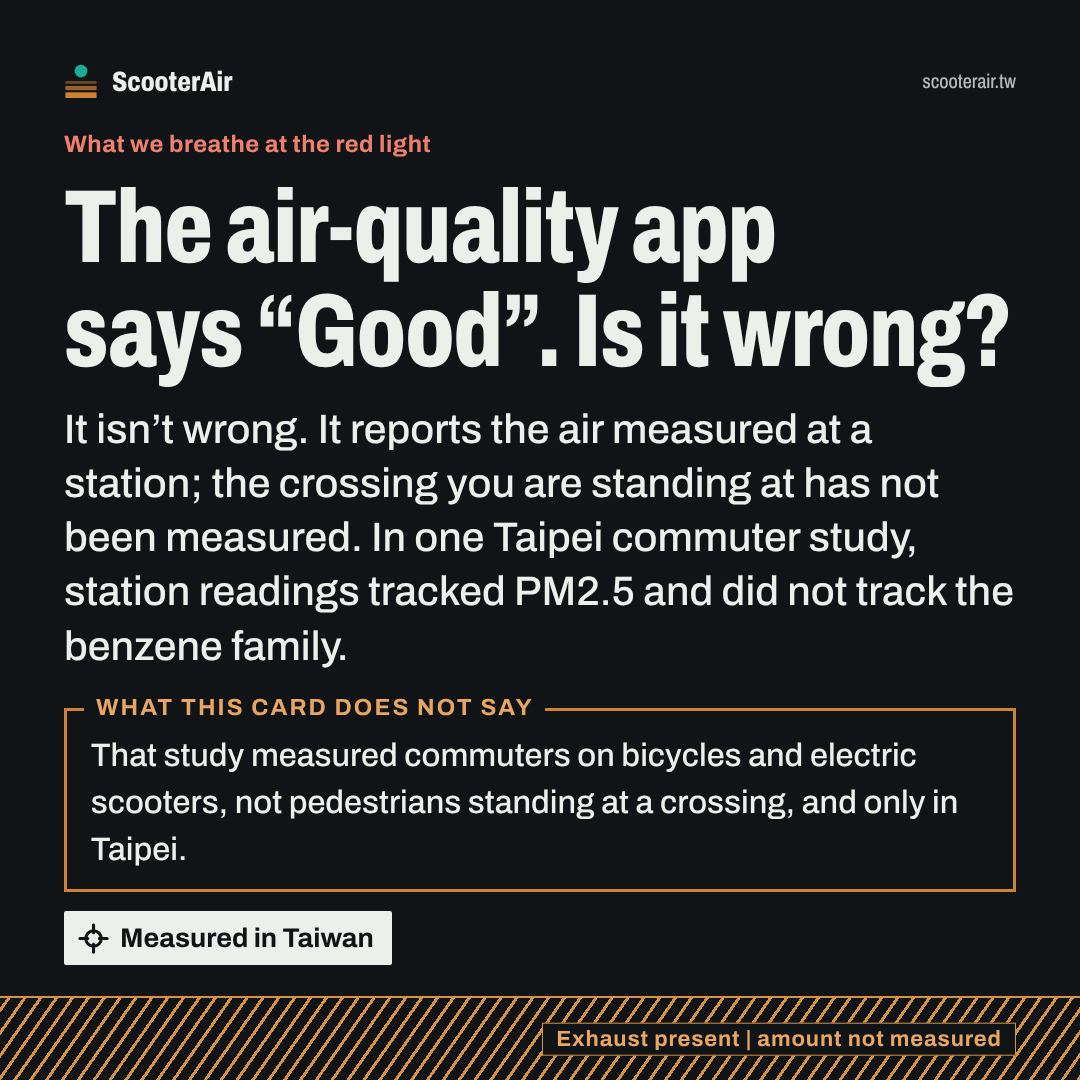 ScooterAir
scooterair.tw
What we breathe at the red light
The air-quality app
says “Good”. Is it wrong?
It isn’t wrong. It reports the air measured at a
station; the crossing you are standing at has not
been measured. In one Taipei commuter study,
station readings tracked PM2.5 and did not track the
benzene family.
WHAT THIS CARD DOES NOT SAY
That study measured commuters on bicycles and electric
scooters, not pedestrians standing at a crossing, and only in
Taipei.
Measured in Taiwan
Exhaust present | amount not measured